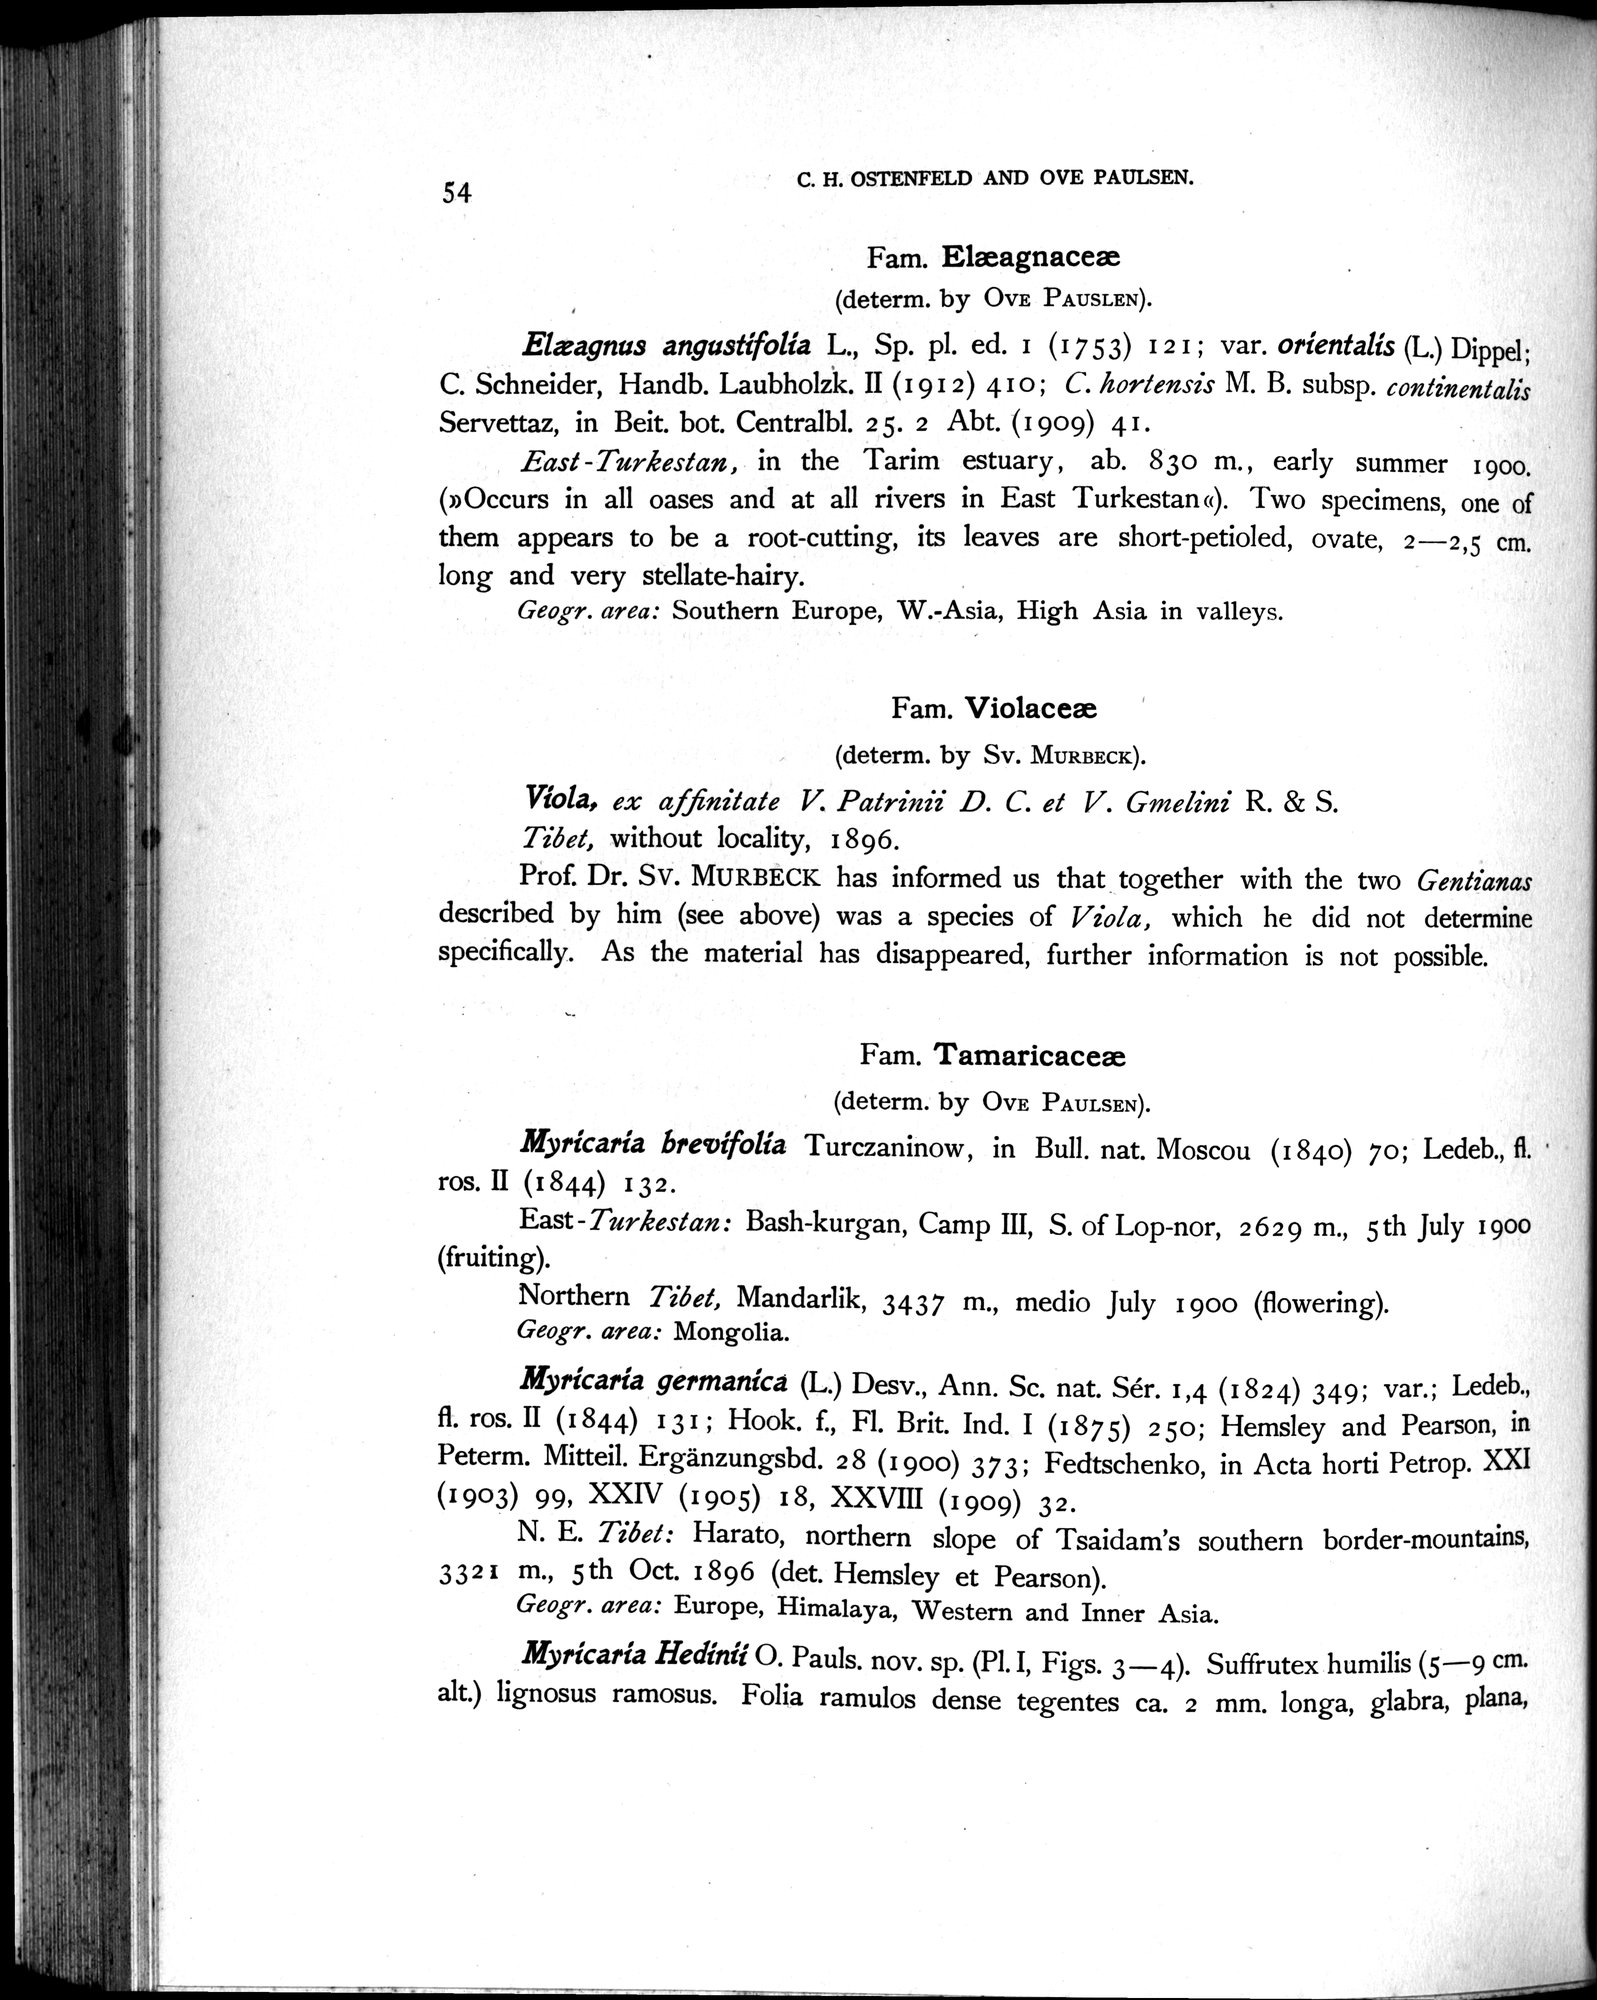 54
C. H. OSTENFELD AND OVE PAULSEN.
Fam. Elæagnaceæ
(determ. by OVE PAUSLEN).
Elæagnus angustifolia L., Sp. pl. ed. 1 (1753) 121; var. orientalis (L.) Dippel;
C. Schneider, Handb. Laubholzk. II (1912) 410; C. hortensis M. B. subsp. continentalis
Servettaz, in Beit. bot. Centralbl. 25. 2 Abt. (1909) 41.
East-Turkestan, in the Tarim estuary, ab. 830 m., early summer 1900.
(»Occurs in all oases and at all rivers in East Turkestan«). Two specimens, one of
them appears to be a root-cutting, its leaves are short-petioled, ovate, 2—2,5 cm.
long and very stellate-hairy.
Geogr. area: Southern Europe, W.-Asia, High Asia in valleys.
Fam. Violaceæ
(determ. by SV. MURBECK).
Viola, ex affinitate V. Patrinii D. C. et V. Gmelini R. & S.
Tibet, without locality, 1896.
Prof. Dr. SV. MURBECK has informed us that together with the two Gentianas
described by him (see above) was a species of Viola, which he did not determine
specifically. As the material has disappeared, further information is not possible.
Fam. Tamaricaceæ
(determ. by OVE PAULSEN).
Myricaria brevifolia Turczaninow, in Bull. nat. Moscou (1840) 70; Ledeb., fl.
ros. II (1844) 132.
East-Turkestan: Bash-kurgan, Camp III, S. of Lop-nor, 2629 m., 5th July 1900
(fruiting).
Northern Tibet, Mandarlik, 3437 m., medio July 1900 (flowering).
Geogr. area: Mongolia.
Myricaria germanica (L.) Desv., Ann. Sc. nat. Sér. 1,4 (1824) 349; var.; Ledeb.,
fl. ros. II (1844) 131; Hook. f., Fl. Brit. Ind. I (1875) 250; Hemsley and Pearson, in
Peterm. Mitteil. Ergänzungsbd. 28 (1900) 373; Fedtschenko, in Acta horti Petrop. XXI
(1903) 99, XXIV (1905) 18, XXVIII (1909) 32.
N. E. Tibet: Harato, northern slope of Tsaidam's southern border-mountains,
3321 m., 5th Oct. 1896 (det. Hemsley et Pearson).
Geogr. area: Europe, Himalaya, Western and Inner Asia.
Myricaria Hedinii O. Pauls. nov. sp. (Pl. I, Figs. 3—4). Suffrutex humilis (5—9 cm.
alt.) lignosus ramosus. Folia ramulos dense tegentes ca. 2 mm. longa, glabra, plana,